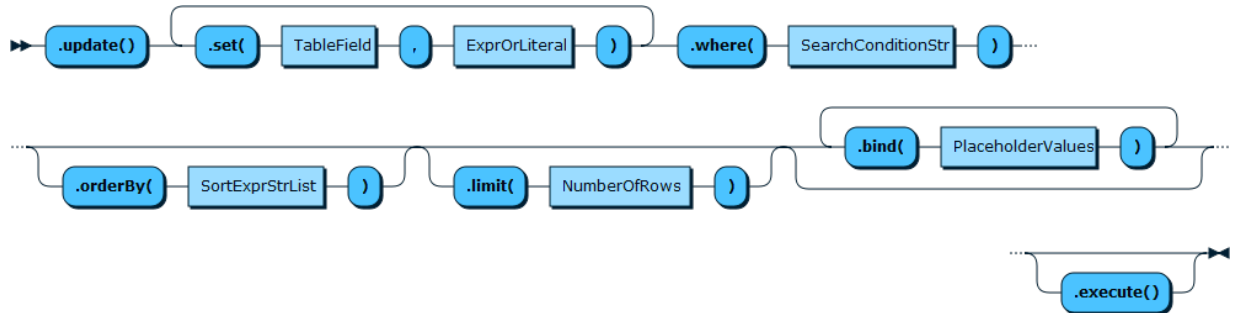 .update() .set( TableField , ExprOrLiteral ) .where( SearchConditionStr )
.bind( PlaceholderValues )
.orderBy( SortExprStrList ) .limit( NumberOfRows )
.execute()